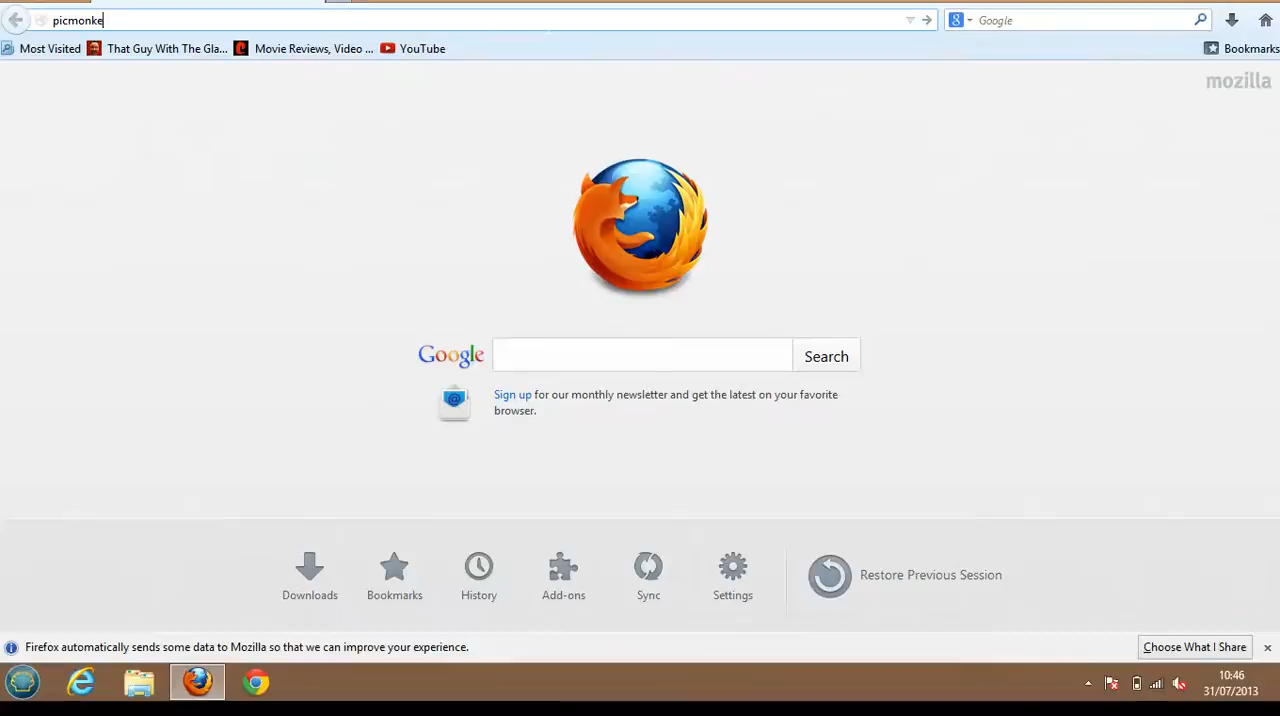 picmonke
Google
Most Visited
That Guy With The Gla...
Movie Reviews, Video ...
YouTube
Bookmarks
mozilla
Google
Search
Sign up for our monthly newsletter and get the latest on your favorite
browser.
Downloads
Bookmarks
History
Add-ons
Sync
Settings
Restore Previous Session
Firefox automatically sends some data to Mozilla so that we can improve your experience.
Choose What I Share
10:46
31/07/2013